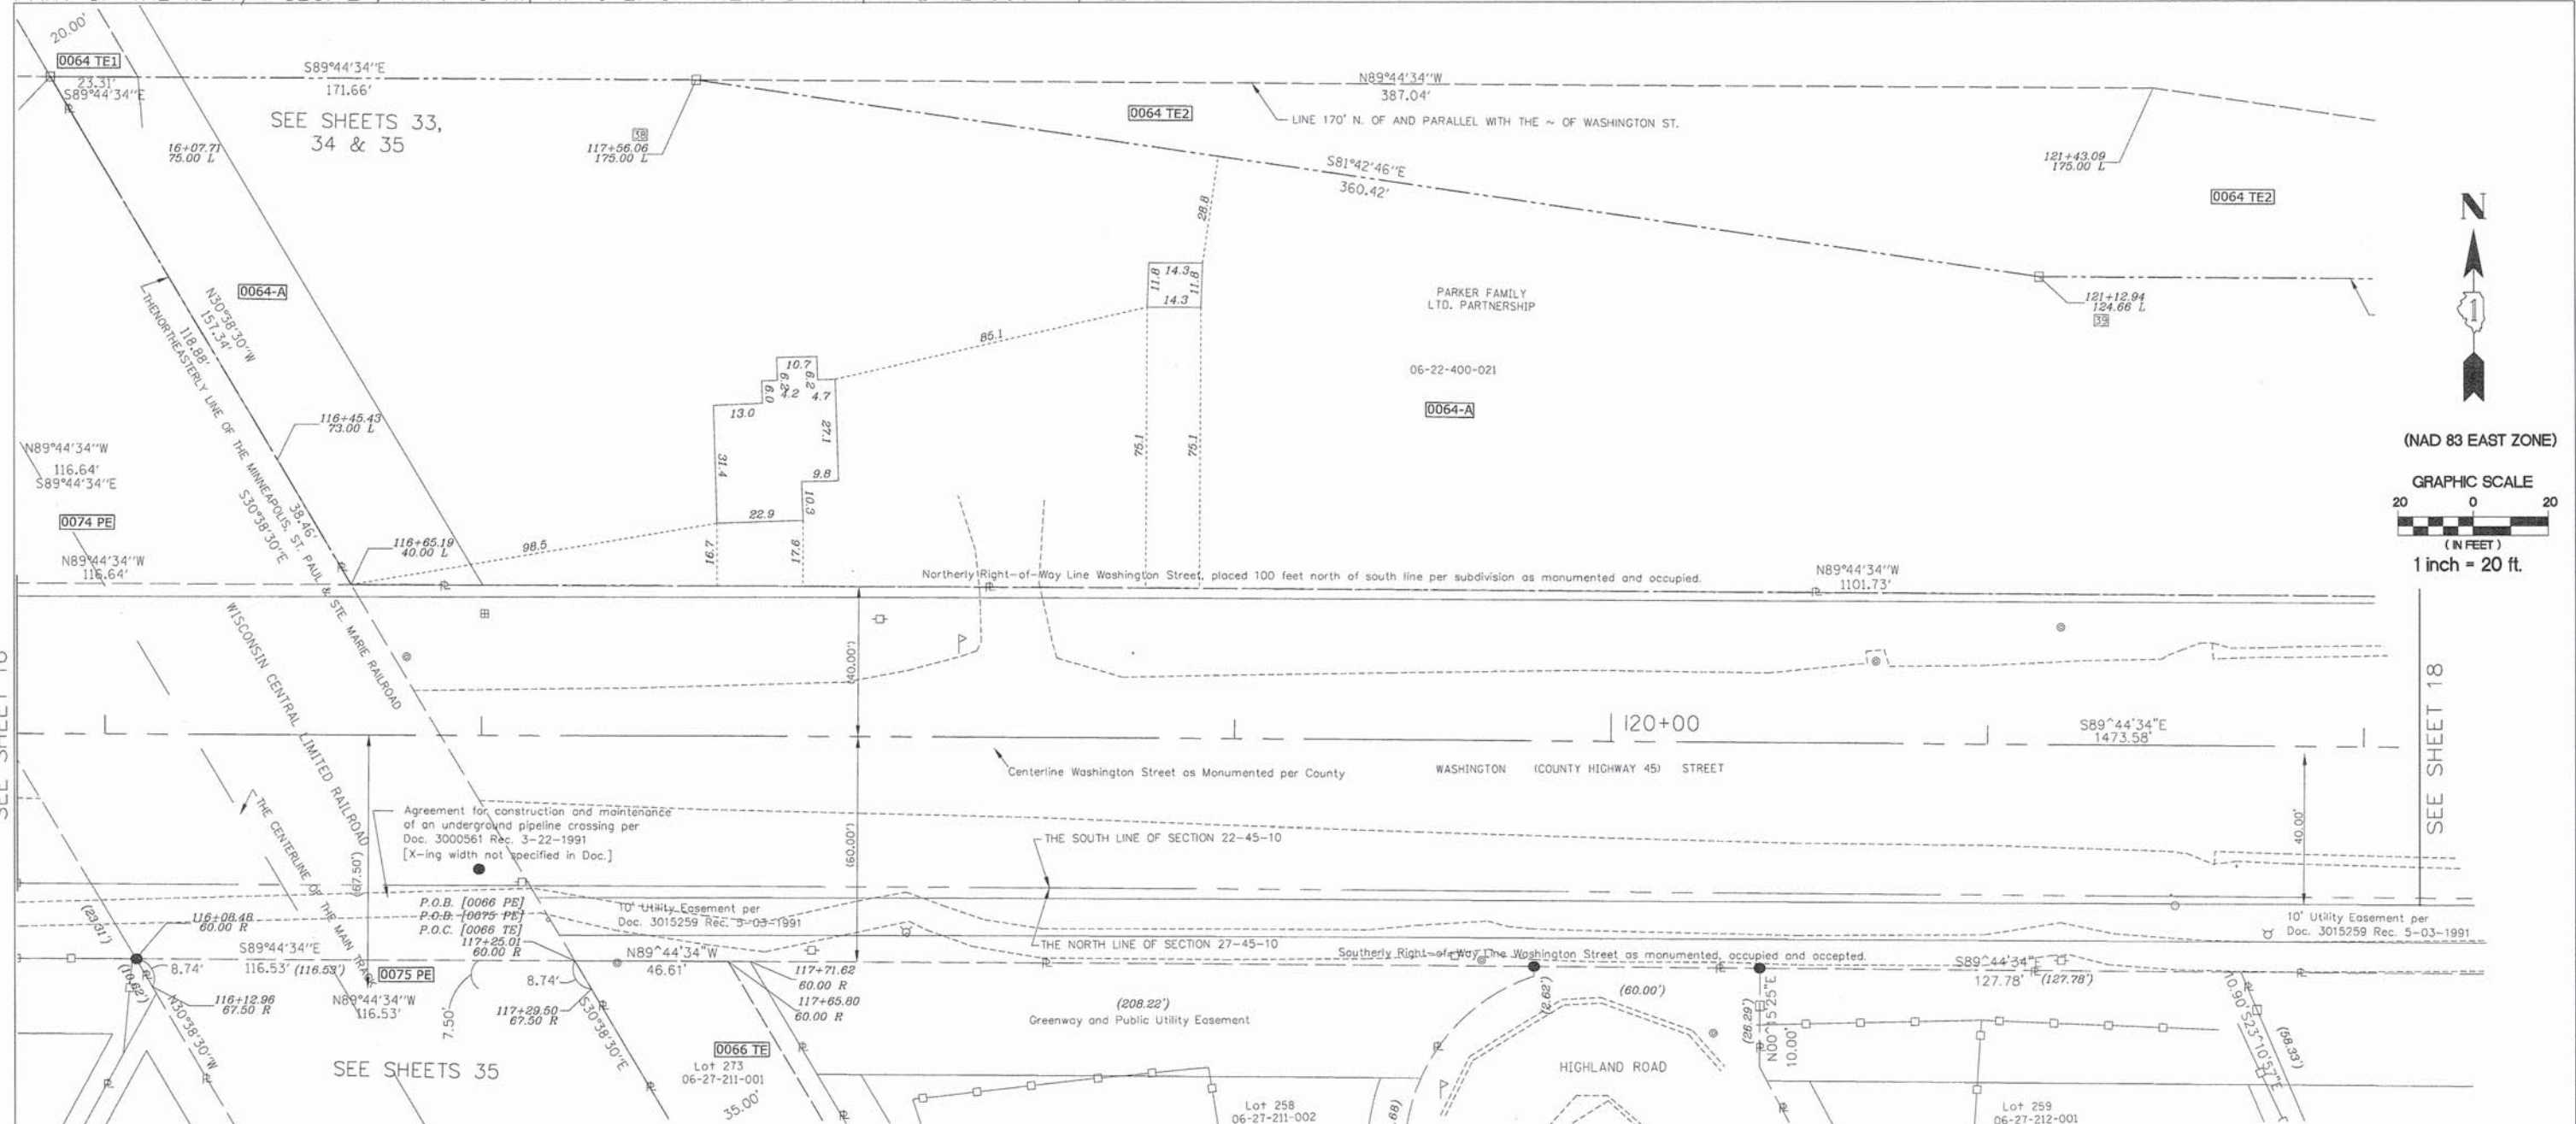 20.00'
0064 TE1
23.31'
S89°44'34"E
S89°44'34"E
171.66'
SEE SHEETS 33,
34 & 35
38
117+56.06
175.00 L
16+07.71
75.00 L
N89°44'34"W
387.04'
0064 TE2
LINE 170' N. OF AND PARALLEL WITH THE ~ OF WASHINGTON ST.
S81°42'46"E
360.42'
121+43.09
175.00 L
0064 TE2
N
1
(NAD 83 EAST ZONE)
GRAPHIC SCALE
20 0 20
( IN FEET )
1 inch = 20 ft.
28.8
11.8
14.3
11.8
14.3
PARKER FAMILY
LTD. PARTNERSHIP
121+12.94
124.66 L
39
06-22-400-021
0064-A
0064-A
N30°38'30"W
157.34'
118.88'
THENORTHEASTERLY LINE OF THE MINNEAPOLIS, ST. PAUL & STE. MARIE RAILROAD
38.46'
S30°38'30"E
116+45.43
73.00 L
85.1
10.7
6.2
6.2
6.0
4.2
4.7
13.0
27.1
31.4
9.8
10.3
22.9
16.7
17.6
75.1
75.1
N89°44'34"W
116.64'
S89°44'34"E
0074 PE
N89°44'34"W
116.64'
116+65.19
40.00 L
98.5
Northerly Right-of-Way Line Washington Street, placed 100 feet north of south line per subdivision as monumented and occupied.
N89°44'34"W
1101.73'
WISCONSIN CENTRAL LIMITED RAILROAD
(40.00')
120+00
S89^44'34"E
1473.58'
SEE SHEET 18
Centerline Washington Street as Monumented per County
WASHINGTON (COUNTY HIGHWAY 45) STREET
THE CENTERLINE OF THE MAIN TRACK
Agreement for construction and maintenance
of an underground pipeline crossing per
Doc. 3000561 Rec. 3-22-1991
[X-ing width not specified in Doc.]
(67.50')
(60.00')
THE SOUTH LINE OF SECTION 22-45-10
40.00'
(23.31')
116+08.48
60.00 R
P.O.B. [0066 PE]
P.O.B. [0075 PE]
P.O.C. [0066 TE]
117+25.01
60.00 R
10' Utility Easement per
Doc. 3015259 Rec. 5-03-1991
N89^44'34"W
46.61'
THE NORTH LINE OF SECTION 27-45-10
10' Utility Easement per
Doc. 3015259 Rec. 5-03-1991
Southerly Right-of-Way Line Washington Street as monumented, occupied and accepted.
S89°44'34"E
116.53' (116.53')
8.74'
(10.62')
0075 PE
N89°44'34"W
116.53'
116+12.96
67.50 R
N30°38'30"W
7.50'
8.74'
117+29.50
67.50 R
S30°38'30"E
117+71.62
60.00 R
117+65.80
60.00 R
(208.22')
Greenway and Public Utility Easement
(2.62')
(60.00')
(26.29')
N00^15'25"E
10.00'
S89^44'34"E
127.78' (127.78')
10.90'
S23^10'57"E
(58.33')
SEE SHEETS 35
0066 TE
Lot 273
06-27-211-001
35.00'
HIGHLAND ROAD
Lot 258
06-27-211-002
Lot 259
06-27-212-001